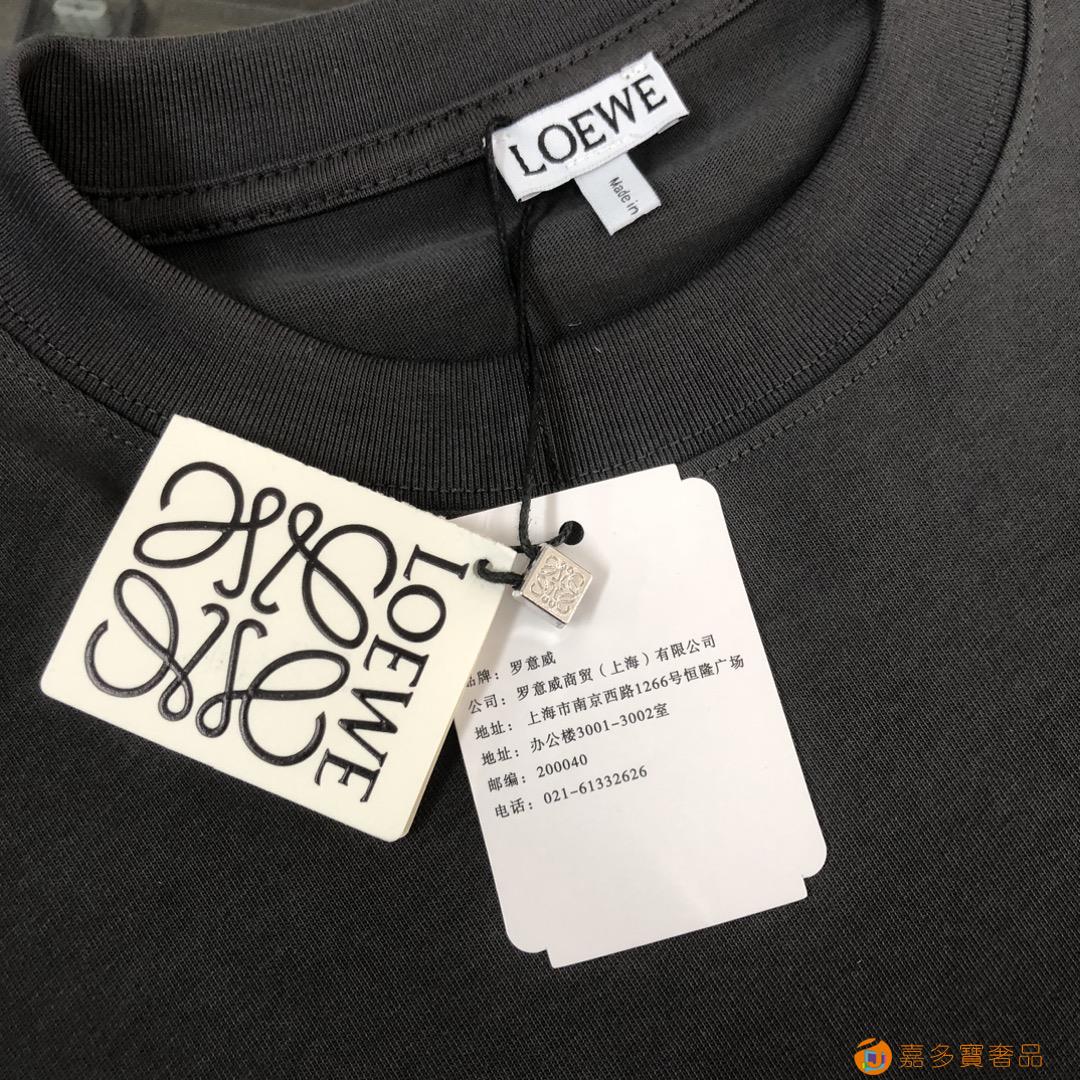 LOEWE
Made in
LOEWE
品牌：罗意威
公司：罗意威商贸（上海）有限公司
地址：上海市南京西路1266号恒隆广场
地址：办公楼3001-3002室
邮编：200040
电话：021-61332626
嘉多寶奢品